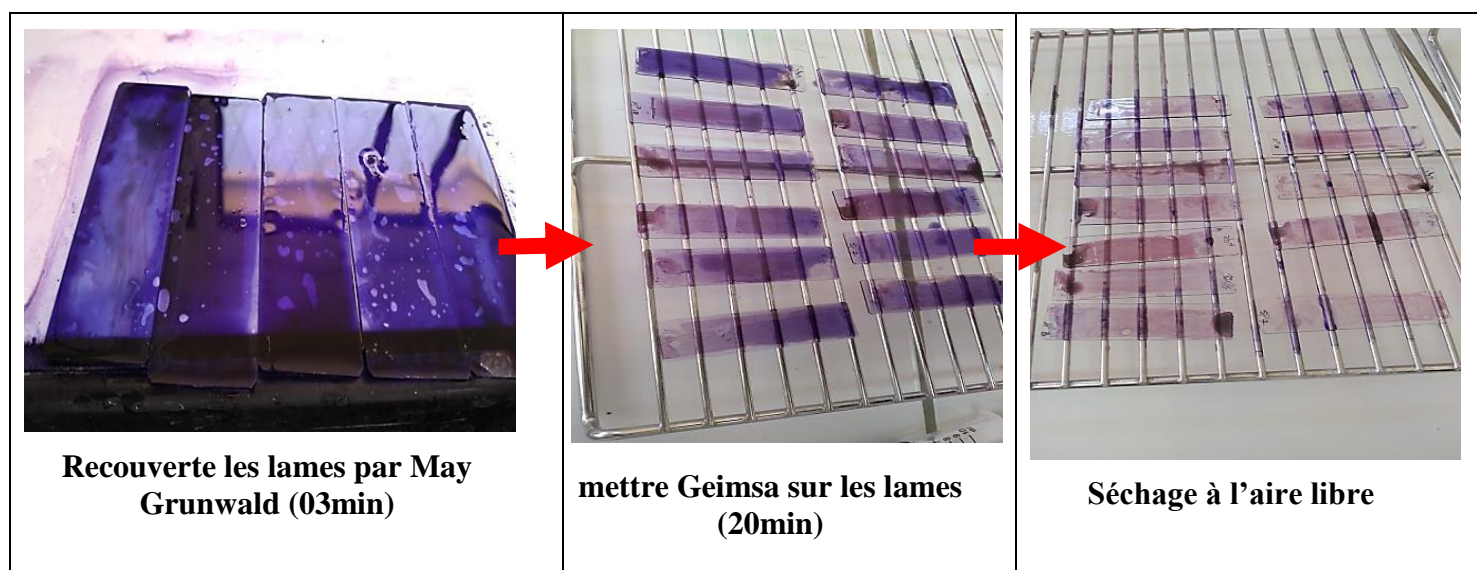 Recouverte les lames par May
Grunwald (03min)
mettre Geimsa sur les lames
(20min)
Séchage à l’aire libre